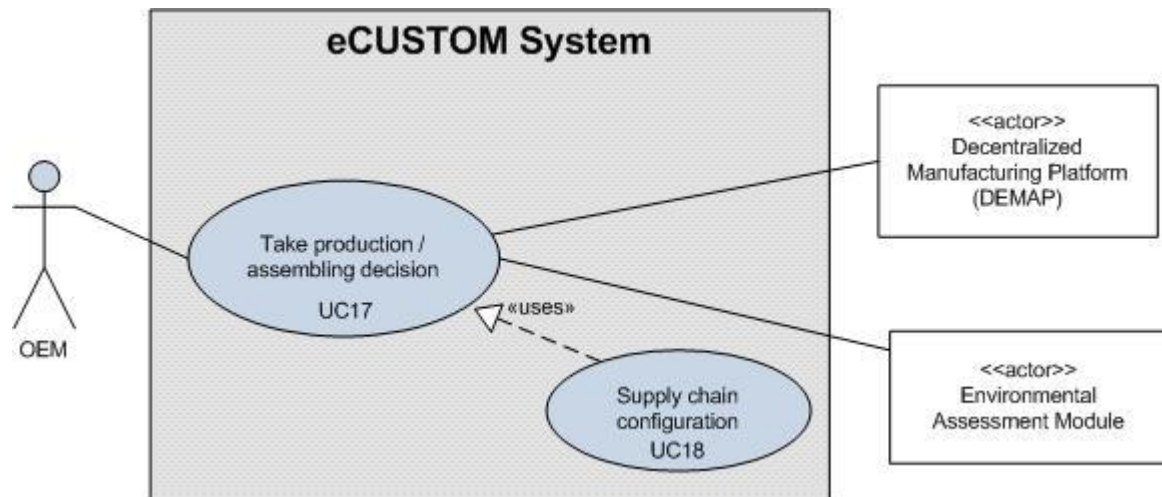 eCUSTOM System
<<actor>>
Decentralized
Manufacturing Platform
(DEMAP)
Take production /
assembling decision
UC17
«uses»
OEM
Supply chain
configuration
UC18
<<actor>>
Environmental
Assessment Module